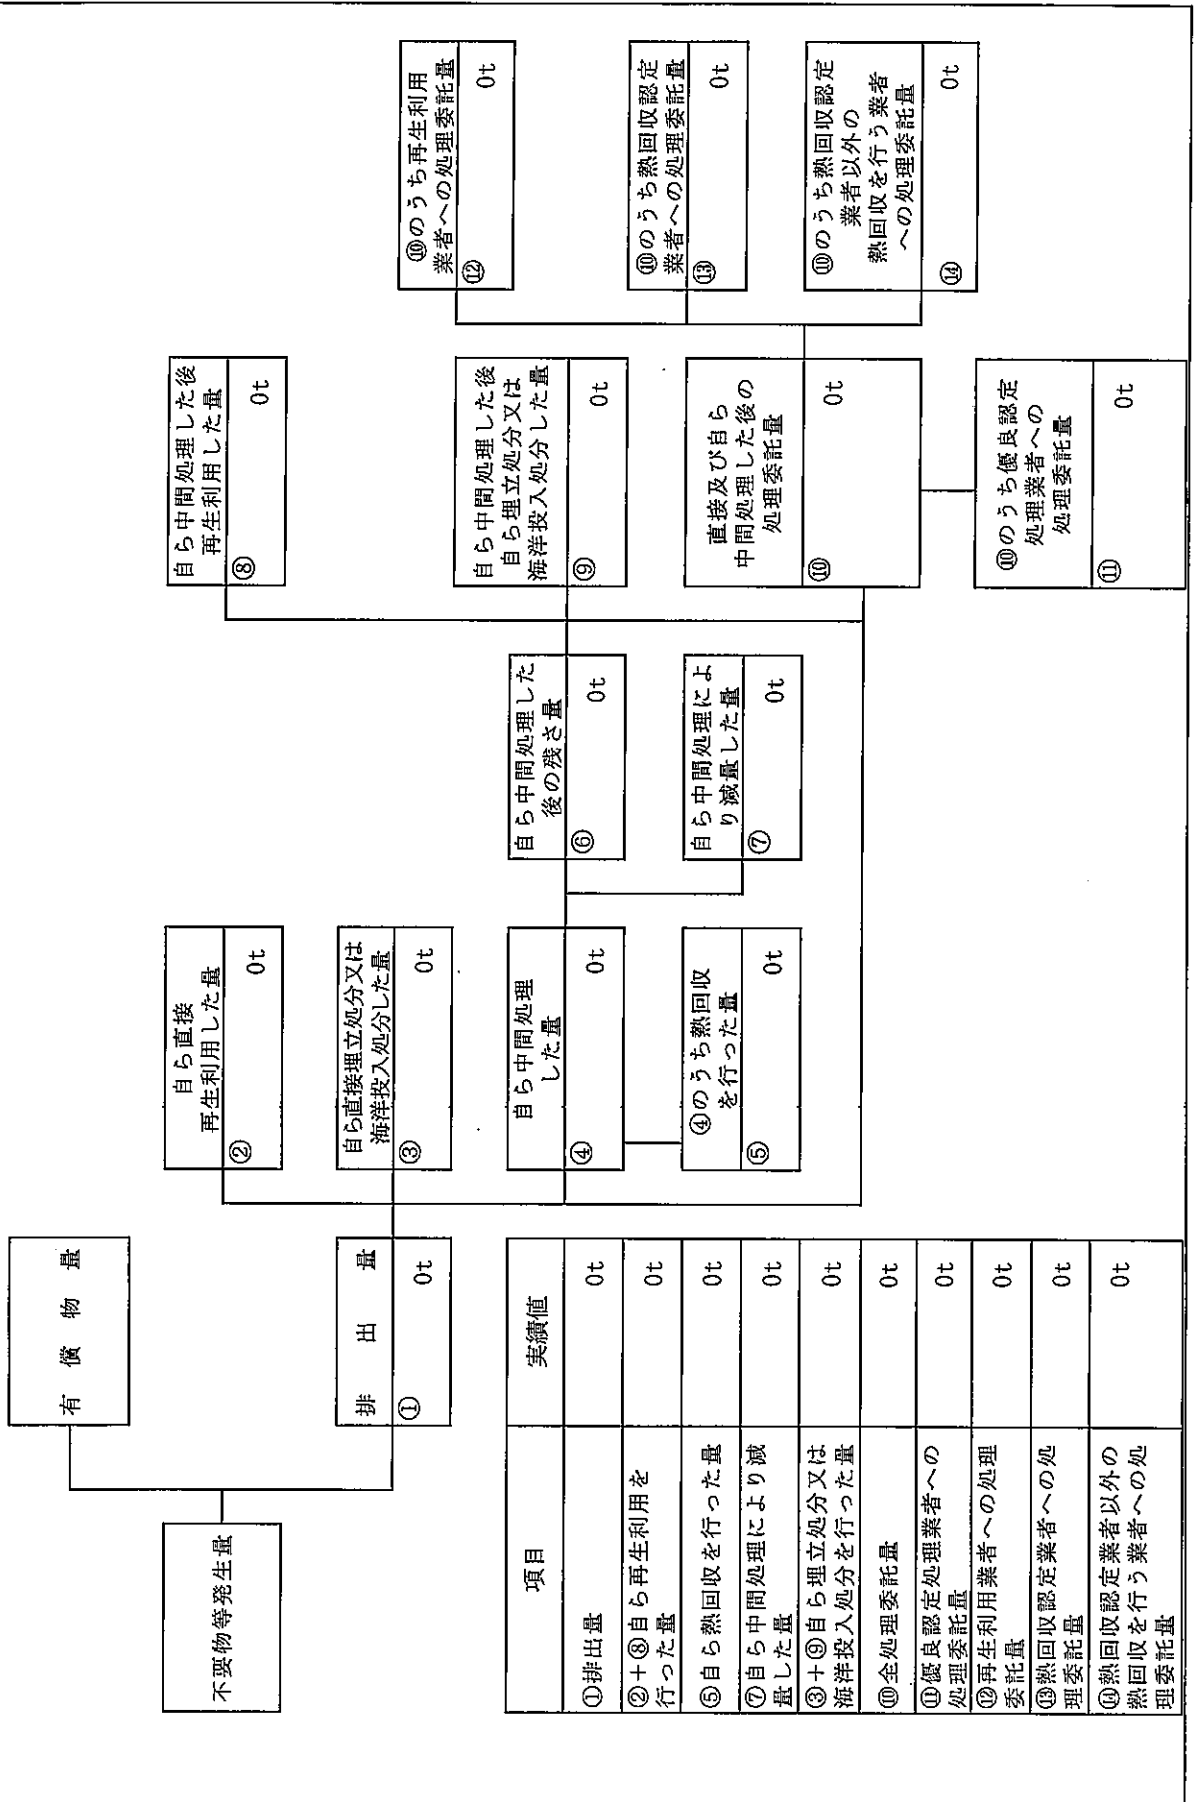 不要物等発生量
有償物量
排出量
① 0t
自ら直接
再生利用した量
② 0t
自ら直接埋立処分又は
海洋投入処分した量
③ 0t
自ら中間処理
した量
④ 0t
④のうち熱回収
を行った量
⑤ 0t
自ら中間処理した
後の残さ量
⑥ 0t
自ら中間処理によ
り減量した量
⑦ 0t
自ら中間処理した後
再生利用した量
⑧ 0t
自ら中間処理した後
自ら埋立処分又は
海洋投入処分した量
⑨ 0t
直接及び自ら
中間処理した後の
処理委託量
⑩ 0t
⑩のうち優良認定
処理業者への
処理委託量
⑪ 0t
⑩のうち再生利用
業者への処理委託量
⑫ 0t
⑩のうち熱回収認定
業者への処理委託量
⑬ 0t
⑩のうち熱回収認定
業者以外の
熱回収を行う業者
への処理委託量
⑭ 0t
項目 実績値
①排出量 0t
②+⑧自ら再生利用を
行った量 0t
⑤自ら熱回収を行った量 0t
⑦自ら中間処理により減
量した量 0t
③+⑨自ら埋立処分又は
海洋投入処分を行った量 0t
⑩全処理委託量 0t
⑪優良認定処理業者への
処理委託量 0t
⑫再生利用業者への処理
委託量 0t
⑬熱回収認定業者への処
理委託量 0t
⑭熱回収認定業者以外の
熱回収を行う業者への処
理委託量 0t